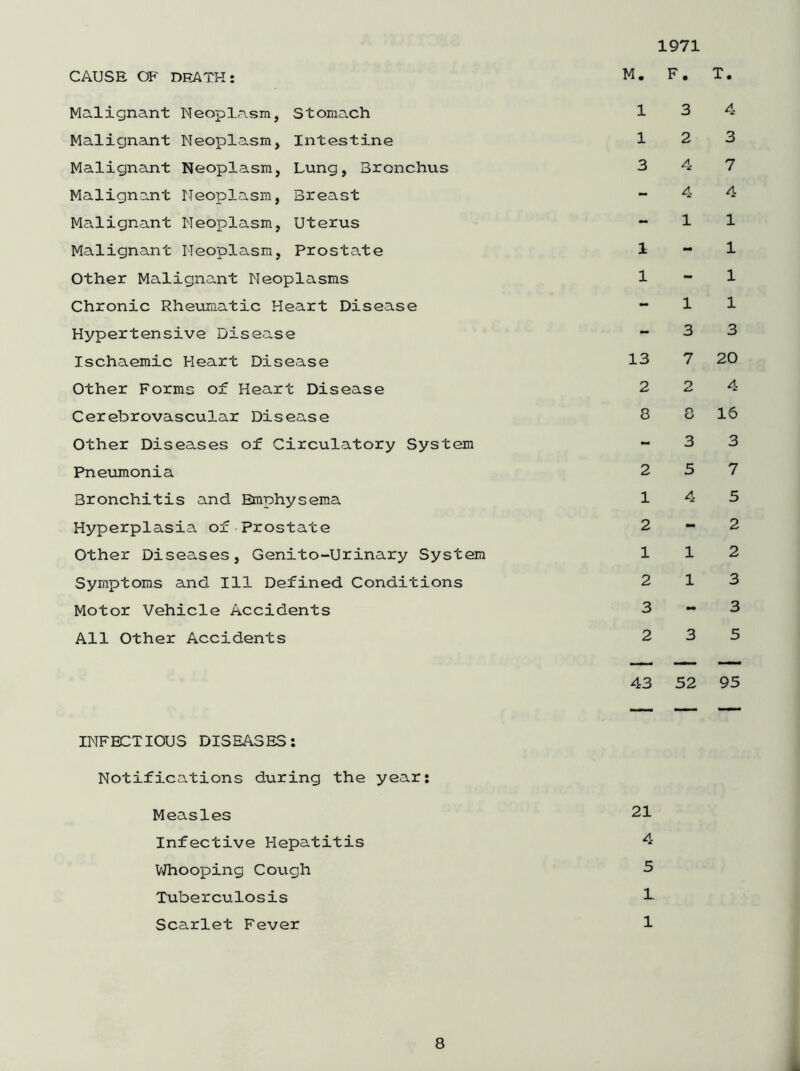 1971
CAUSE OF DEATH: M. F. T.
Malignant Neoplasm, Stomach 1 3 4
Malignant Neoplasm, Intestine 1 2 3
Malignant Neoplasm, Lung, Bronchus 3 4 7
Malignant Neoplasm, Breast - 4 4
Malignant Neoplasm, Uterus - 1 1
Malignant Neoplasm, Prostate 1 - 1
Other Malignant Neoplasms 1 - 1
Chronic Rheumatic Heart Disease - 1 1
Hypertensive Disease - 3 3
Ischaemic Heart Disease 13 7 20
Other Forms of Heart Disease 2 2 4
Cerebrovascular Disease 8 8 16
Other Diseases of Circulatory System - 3 3
Pneumonia 2 5 7
Bronchitis and Emphysema 1 4 5
Hyperplasia of Prostate 2 - 2
Other Diseases, Genito-Urinary System 1 1 2
Symptoms and Ill Defined Conditions 2 1 3
Motor Vehicle Accidents 3 - 3
All Other Accidents 2 3 5
43 52 95
INFECTIOUS DISEASES:
Notifications during the year:
Measles 21
Infective Hepatitis 4
Whooping Cough 5
Tuberculosis 1
Scarlet Fever 1
8